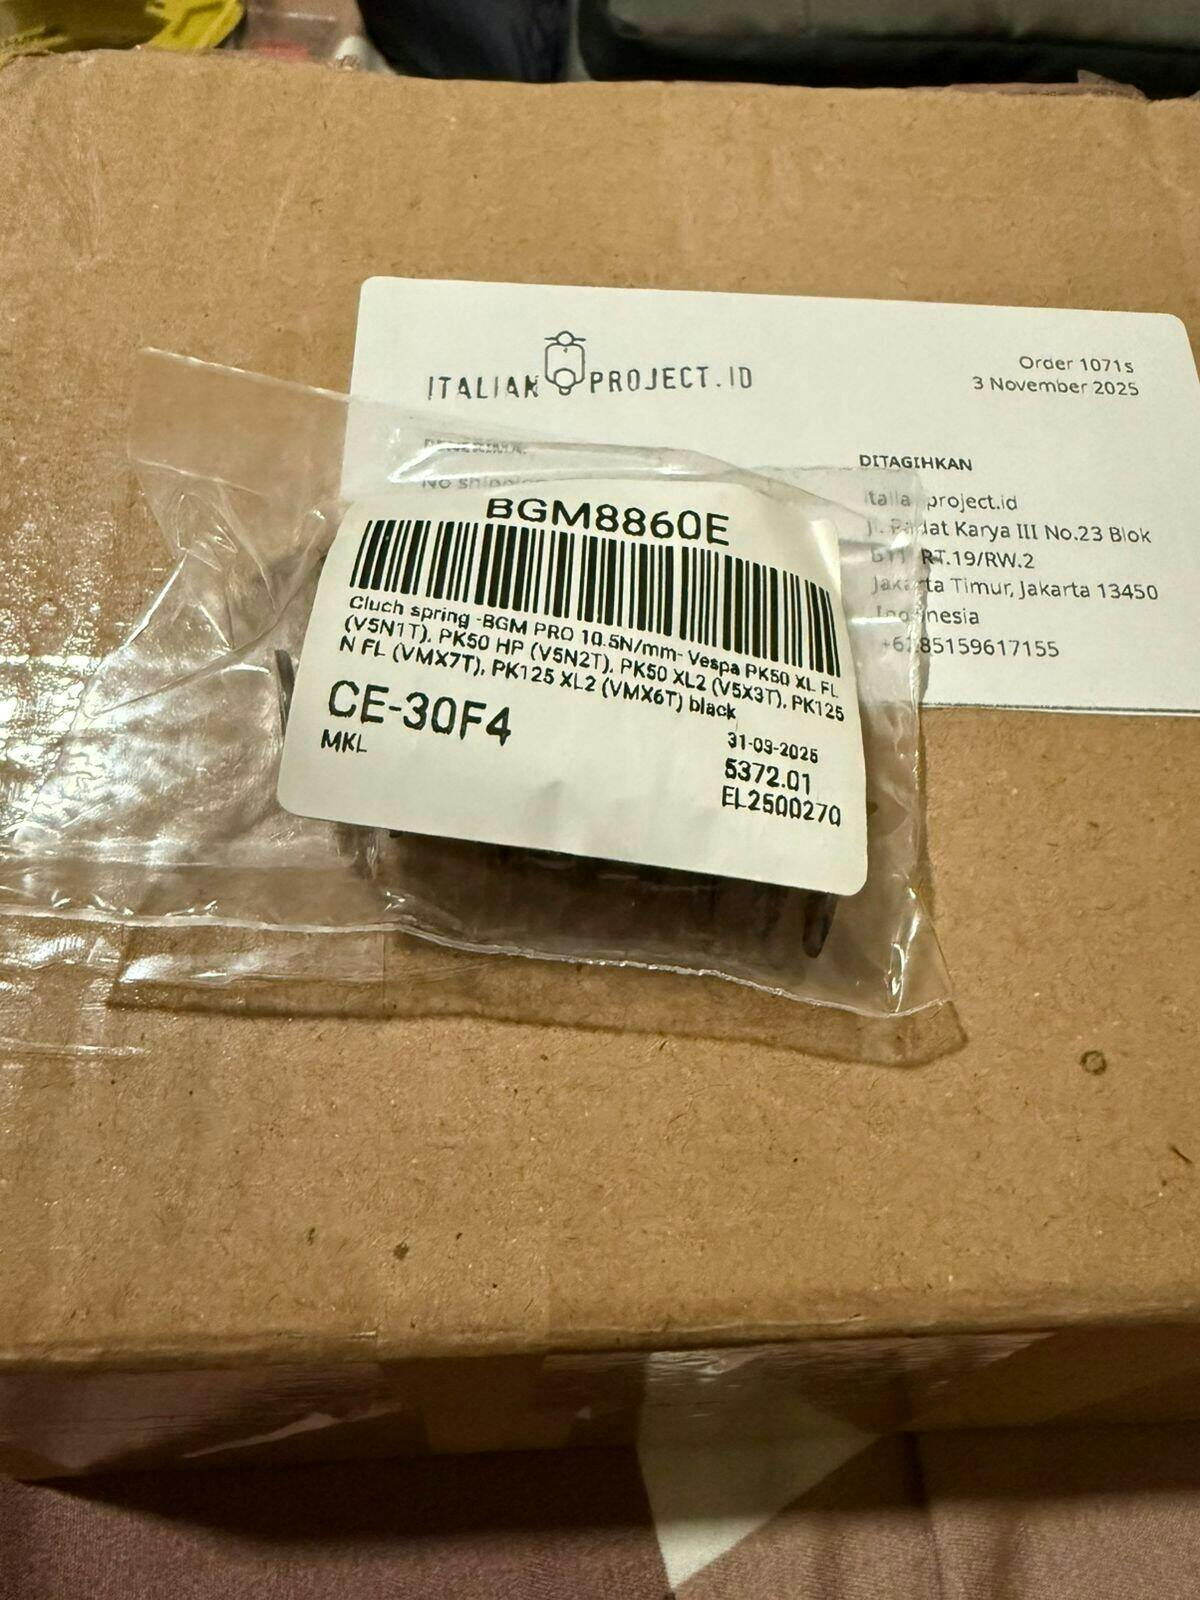 ITALIAN PROJECT.ID
Order 1071s
3 November 2025
PENERIMA:
No shipping
DITAGIHKAN
italianproject.id
Jl. Padat Karya III No.23 Blok
RT.19/RW.2
Jakarta Timur, Jakarta 13450
Indonesia
+6285159617155
BGM8860E
Cluch spring -BGM PRO 10.5N/mm- Vespa PK50 XL FL
(V5N1T), PK50 HP (V5N2T), PK50 XL2 (V5X3T), PK125
N FL (VMX7T), PK125 XL2 (VMX6T) black
CE-30F4
MKL
31-03-2025
5372.01
EL2500270